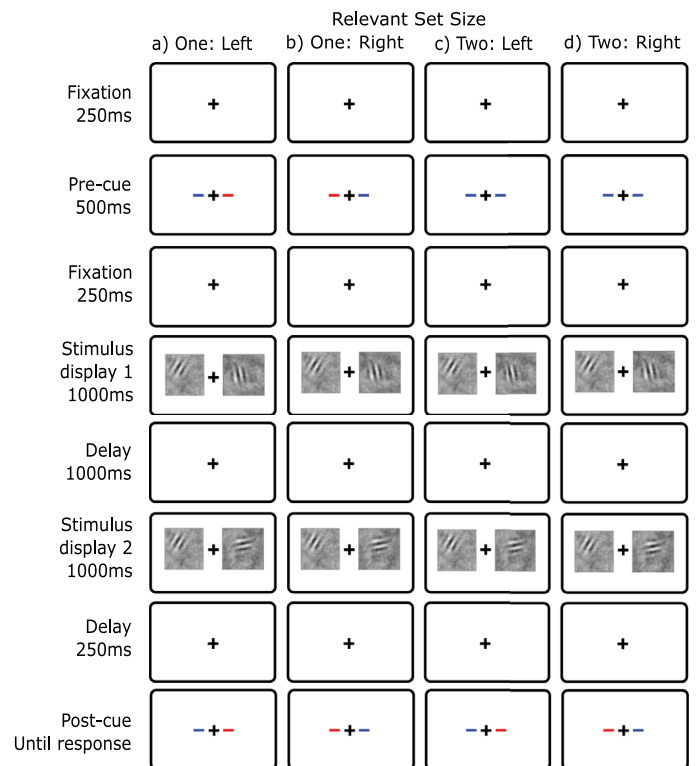 Relevant Set Size
a) One: Left b) One: Right c) Two: Left d) Two: Right
Fixation
250ms
Pre-cue
500ms
Fixation
250ms
Stimulus
display 1
1000ms
Delay
1000ms
Stimulus
display 2
1000ms
Delay
250ms
Post-cue
Until response